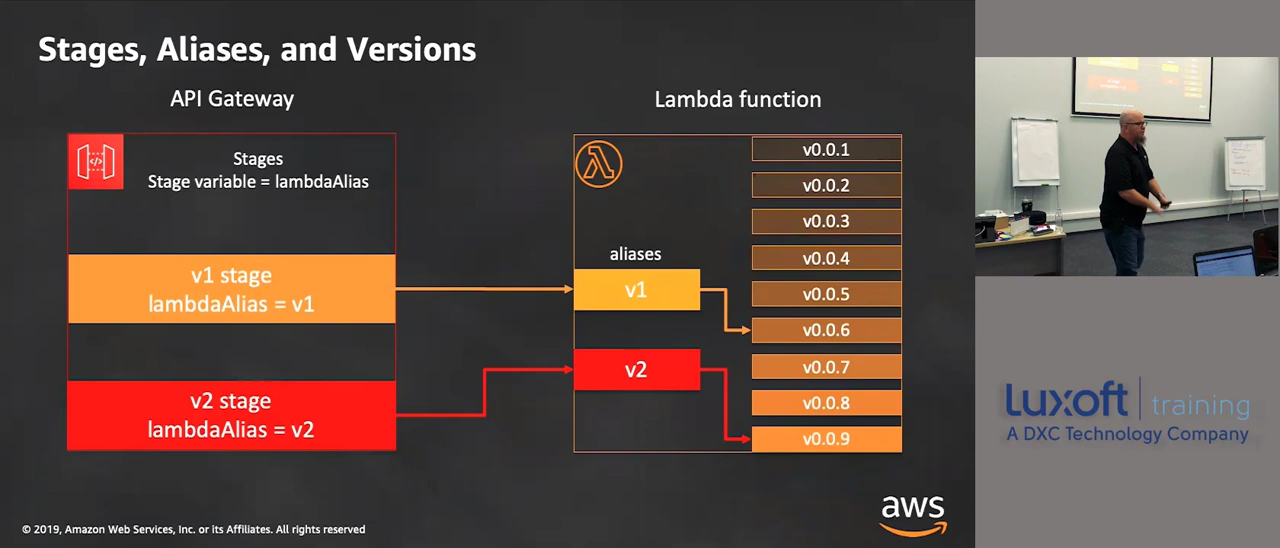 Stages, Aliases, and Versions
API Gateway
Stages
Stage variable = lambdaAlias
v1 stage
lambdaAlias = v1
v2 stage
lambdaAlias = v2
Lambda function
aliases
v1
v2
v0.0.1
v0.0.2
v0.0.3
v0.0.4
v0.0.5
v0.0.6
v0.0.7
v0.0.8
v0.0.9
© 2019, Amazon Web Services, Inc. or its Affiliates. All rights reserved
aws
Luxoft training
A DXC Technology Company